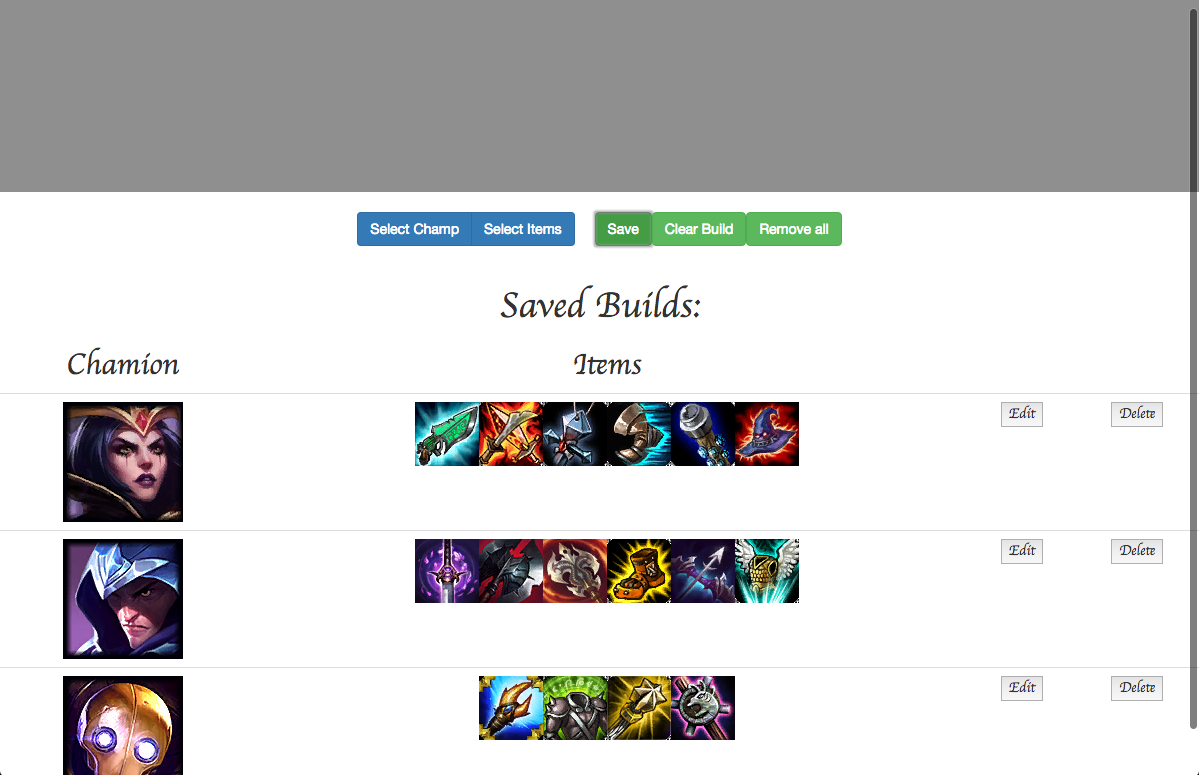 Select Champ Select Items Save Clear Build Remove all
Saved Builds:
Chamion Items
Edit Delete
Edit Delete
Edit Delete